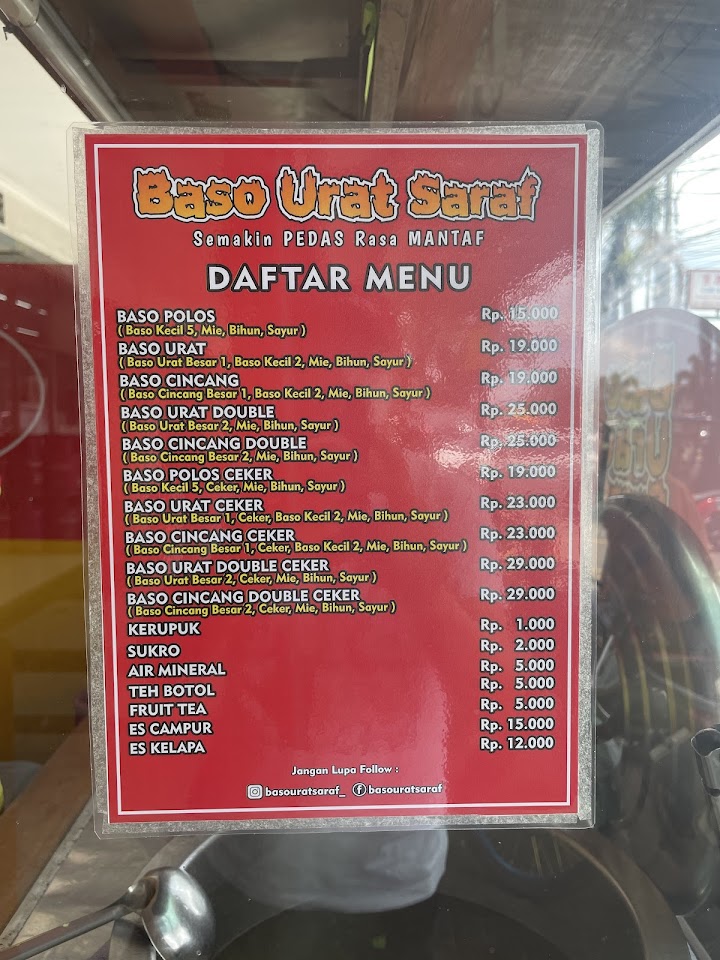 Baso Urat Saraf
Semakin PEDAS Rasa MANTAF
DAFTAR MENU
BASO POLOS Rp. 15.000
( Baso Kecil 5, Mie, Bihun, Sayur )
BASO URAT Rp. 19.000
( Baso Urat Besar 1, Baso Kecil 2, Mie, Bihun, Sayur )
BASO CINCANG Rp. 19.000
( Baso Cincang Besar 1, Baso Kecil 2, Mie, Bihun, Sayur )
BASO URAT DOUBLE Rp. 25.000
( Baso Urat Besar 2, Mie, Bihun, Sayur )
BASO CINCANG DOUBLE Rp. 25.000
( Baso Cincang Besar 2, Mie, Bihun, Sayur )
BASO POLOS CEKER Rp. 19.000
( Baso Kecil 5, Ceker, Mie, Bihun, Sayur )
BASO URAT CEKER Rp. 23.000
( Baso Urat Besar 1, Ceker, Baso Kecil 2, Mie, Bihun, Sayur )
BASO CINCANG CEKER Rp. 23.000
( Baso Cincang Besar 1, Ceker, Baso Kecil 2, Mie, Bihun, Sayur )
BASO URAT DOUBLE CEKER Rp. 29.000
( Baso Urat Besar 2, Ceker, Mie, Bihun, Sayur )
BASO CINCANG DOUBLE CEKER Rp. 29.000
( Baso Cincang Besar 2, Ceker, Mie, Bihun, Sayur )
KERUPUK Rp. 1.000
SUKRO Rp. 2.000
AIR MINERAL Rp. 5.000
TEH BOTOL Rp. 5.000
FRUIT TEA Rp. 5.000
ES CAMPUR Rp. 15.000
ES KELAPA Rp. 12.000
Jangan Lupa Follow :
basouratsaraf_ basouratsaraf